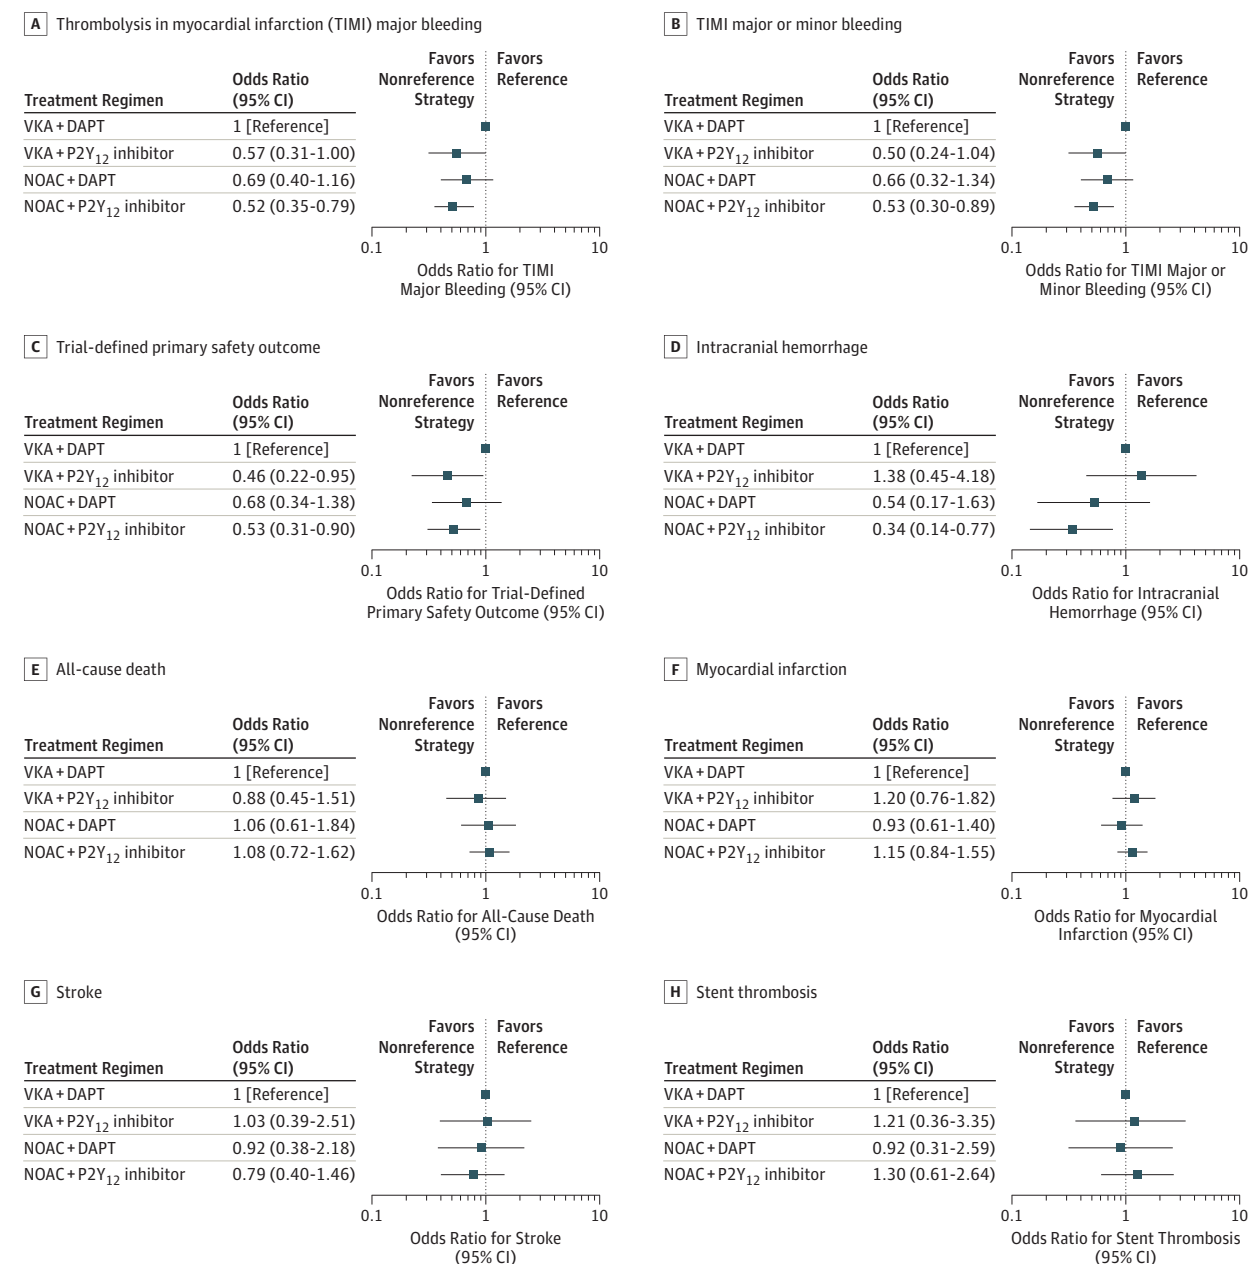 A Thrombolysis in myocardial infarction (TIMI) major bleeding
Favors Favors
Odds Ratio Nonreference Reference
Treatment Regimen (95% CI) Strategy
VKA + DAPT 1 [Reference]
VKA + P2Y12 inhibitor 0.57 (0.31-1.00)
NOAC + DAPT 0.69 (0.40-1.16)
NOAC + P2Y12 inhibitor 0.52 (0.35-0.79)
0.1 1 10
Odds Ratio for TIMI
Major Bleeding (95% CI)
B TIMI major or minor bleeding
Favors Favors
Odds Ratio Nonreference Reference
Treatment Regimen (95% CI) Strategy
VKA + DAPT 1 [Reference]
VKA + P2Y12 inhibitor 0.50 (0.24-1.04)
NOAC + DAPT 0.66 (0.32-1.34)
NOAC + P2Y12 inhibitor 0.53 (0.30-0.89)
0.1 1 10
Odds Ratio for TIMI Major or
Minor Bleeding (95% CI)
C Trial-defined primary safety outcome
Favors Favors
Odds Ratio Nonreference Reference
Treatment Regimen (95% CI) Strategy
VKA + DAPT 1 [Reference]
VKA + P2Y12 inhibitor 0.46 (0.22-0.95)
NOAC + DAPT 0.68 (0.34-1.38)
NOAC + P2Y12 inhibitor 0.53 (0.31-0.90)
0.1 1 10
Odds Ratio for Trial-Defined
Primary Safety Outcome (95% CI)
D Intracranial hemorrhage
Favors Favors
Odds Ratio Nonreference Reference
Treatment Regimen (95% CI) Strategy
VKA + DAPT 1 [Reference]
VKA + P2Y12 inhibitor 1.38 (0.45-4.18)
NOAC + DAPT 0.54 (0.17-1.63)
NOAC + P2Y12 inhibitor 0.34 (0.14-0.77)
0.1 1 10
Odds Ratio for Intracranial
Hemorrhage (95% CI)
E All-cause death
Favors Favors
Odds Ratio Nonreference Reference
Treatment Regimen (95% CI) Strategy
VKA + DAPT 1 [Reference]
VKA + P2Y12 inhibitor 0.88 (0.45-1.51)
NOAC + DAPT 1.06 (0.61-1.84)
NOAC + P2Y12 inhibitor 1.08 (0.72-1.62)
0.1 1 10
Odds Ratio for All-Cause Death
(95% CI)
F Myocardial infarction
Favors Favors
Odds Ratio Nonreference Reference
Treatment Regimen (95% CI) Strategy
VKA + DAPT 1 [Reference]
VKA + P2Y12 inhibitor 1.20 (0.76-1.82)
NOAC + DAPT 0.93 (0.61-1.40)
NOAC + P2Y12 inhibitor 1.15 (0.84-1.55)
0.1 1 10
Odds Ratio for Myocardial
Infarction (95% CI)
G Stroke
Favors Favors
Odds Ratio Nonreference Reference
Treatment Regimen (95% CI) Strategy
VKA + DAPT 1 [Reference]
VKA + P2Y12 inhibitor 1.03 (0.39-2.51)
NOAC + DAPT 0.92 (0.38-2.18)
NOAC + P2Y12 inhibitor 0.79 (0.40-1.46)
0.1 1 10
Odds Ratio for Stroke
(95% CI)
H Stent thrombosis
Favors Favors
Odds Ratio Nonreference Reference
Treatment Regimen (95% CI) Strategy
VKA + DAPT 1 [Reference]
VKA + P2Y12 inhibitor 1.21 (0.36-3.35)
NOAC + DAPT 0.92 (0.31-2.59)
NOAC + P2Y12 inhibitor 1.30 (0.61-2.64)
0.1 1 10
Odds Ratio for Stent Thrombosis
(95% CI)